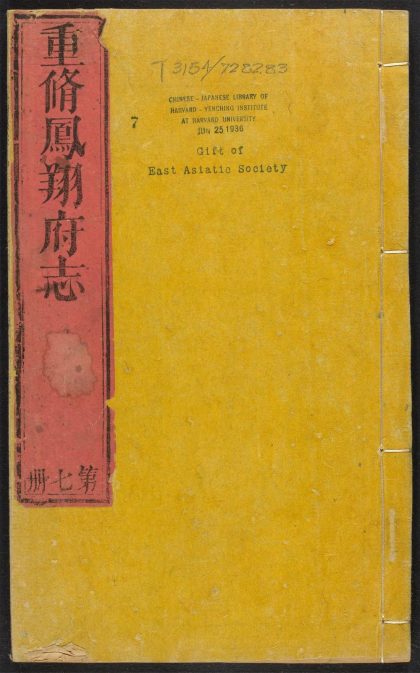 重脩鳳翔府志
第七册
T 3154/7282.83
7
CHINESE - JAPANESE LIBRARY OF
HARVARD - YENCHING INSTITUTE
AT HARVARD UNIVERSITY
JUN 25 1936
Gift of
East Asiatic Society